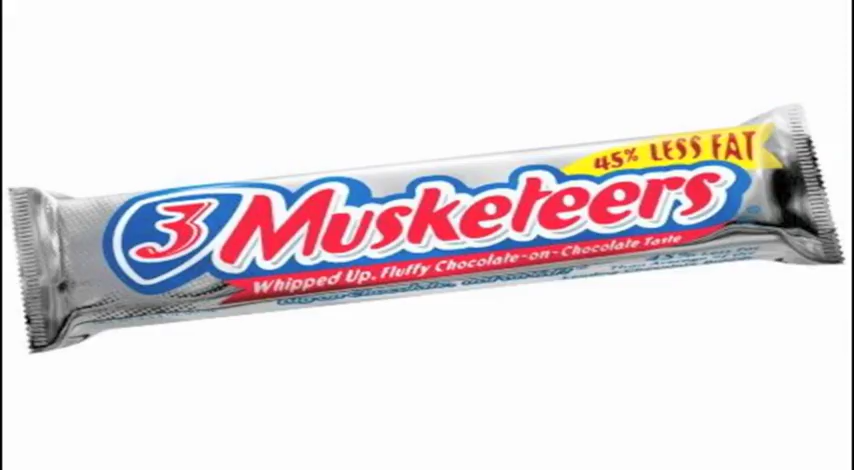 45% LESS FAT
3 Musketeers
Whipped Up, Fluffy Chocolate-on-Chocolate Taste